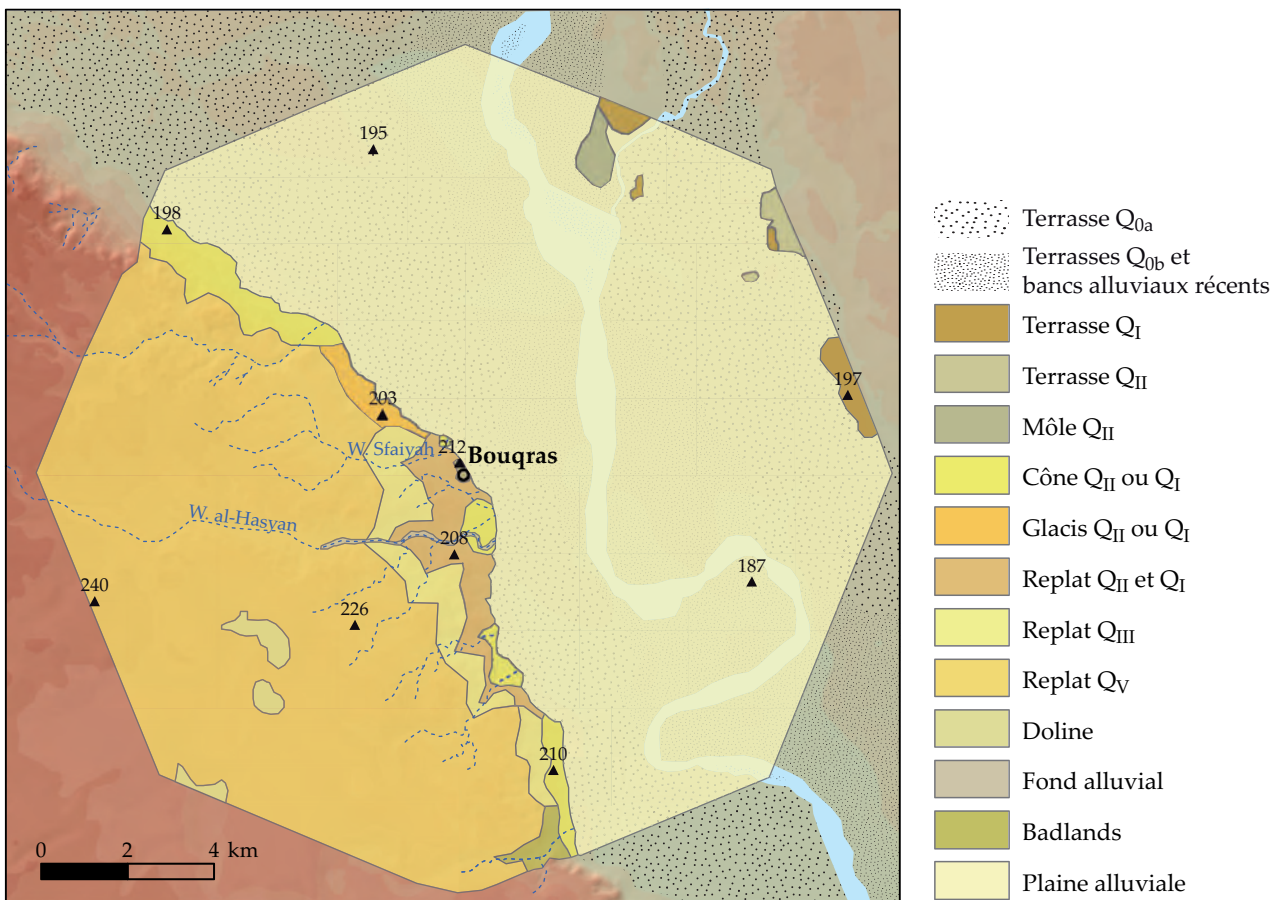 195
198
197
203
W. Sfaiyah
212
Bouqras
W. al-Hasyan
208
187
240
226
210
0 2 4 km
Terrasse Q0a
Terrasses Q0b et
bancs alluviaux récents
Terrasse QI
Terrasse QII
Môle QII
Cône QII ou QI
Glacis QII ou QI
Replat QII et QI
Replat QIII
Replat QV
Doline
Fond alluvial
Badlands
Plaine alluviale